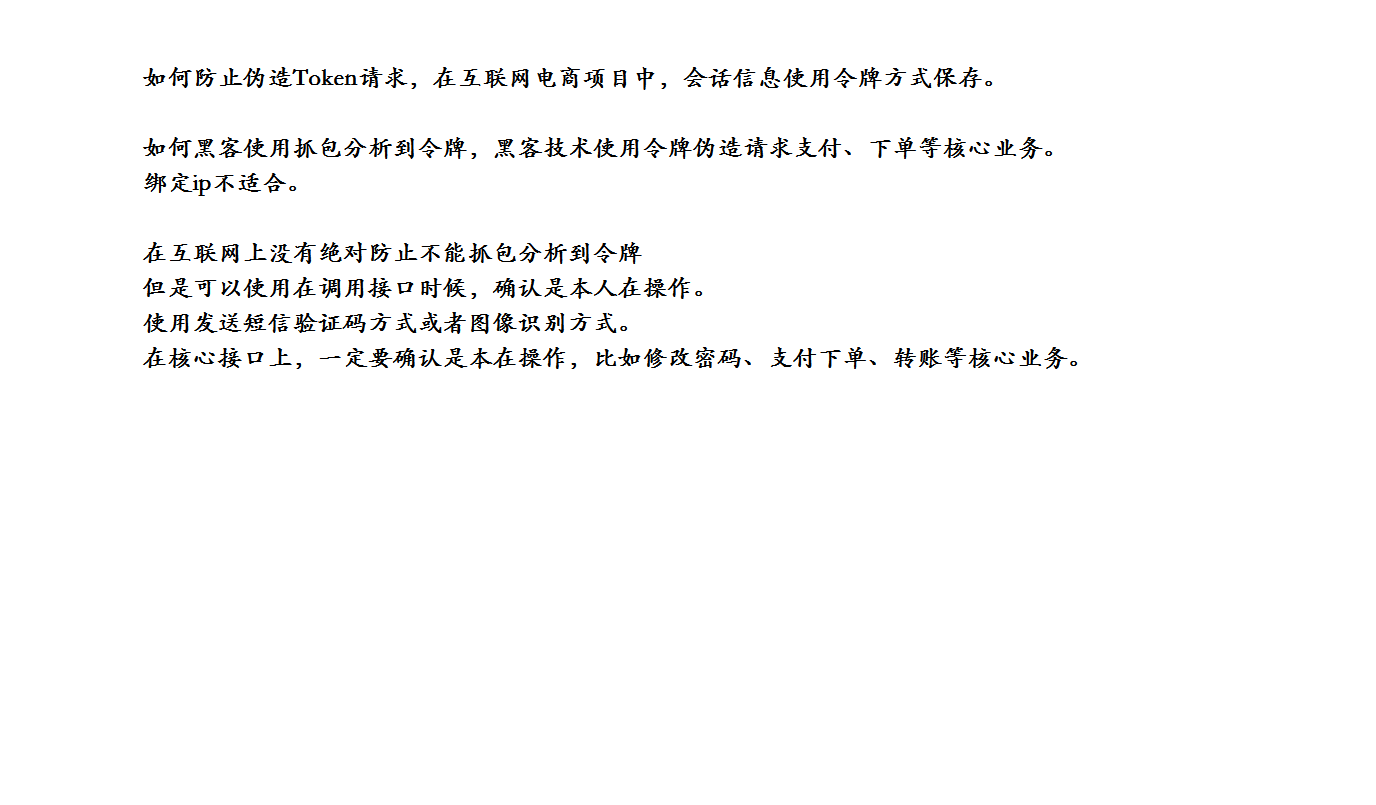 如何防止伪造Token请求，在互联网电商项目中，会话信息使用令牌方式保存。
如何黑客使用抓包分析到令牌，黑客技术使用令牌伪造请求支付、下单等核心业务。
绑定ip不适合。
在互联网上没有绝对防止不能抓包分析到令牌
但是可以使用在调用接口时候，确认是本人在操作。
使用发送短信验证码方式或者图像识别方式。
在核心接口上，一定要确认是本在操作，比如修改密码、支付下单、转账等核心业务。